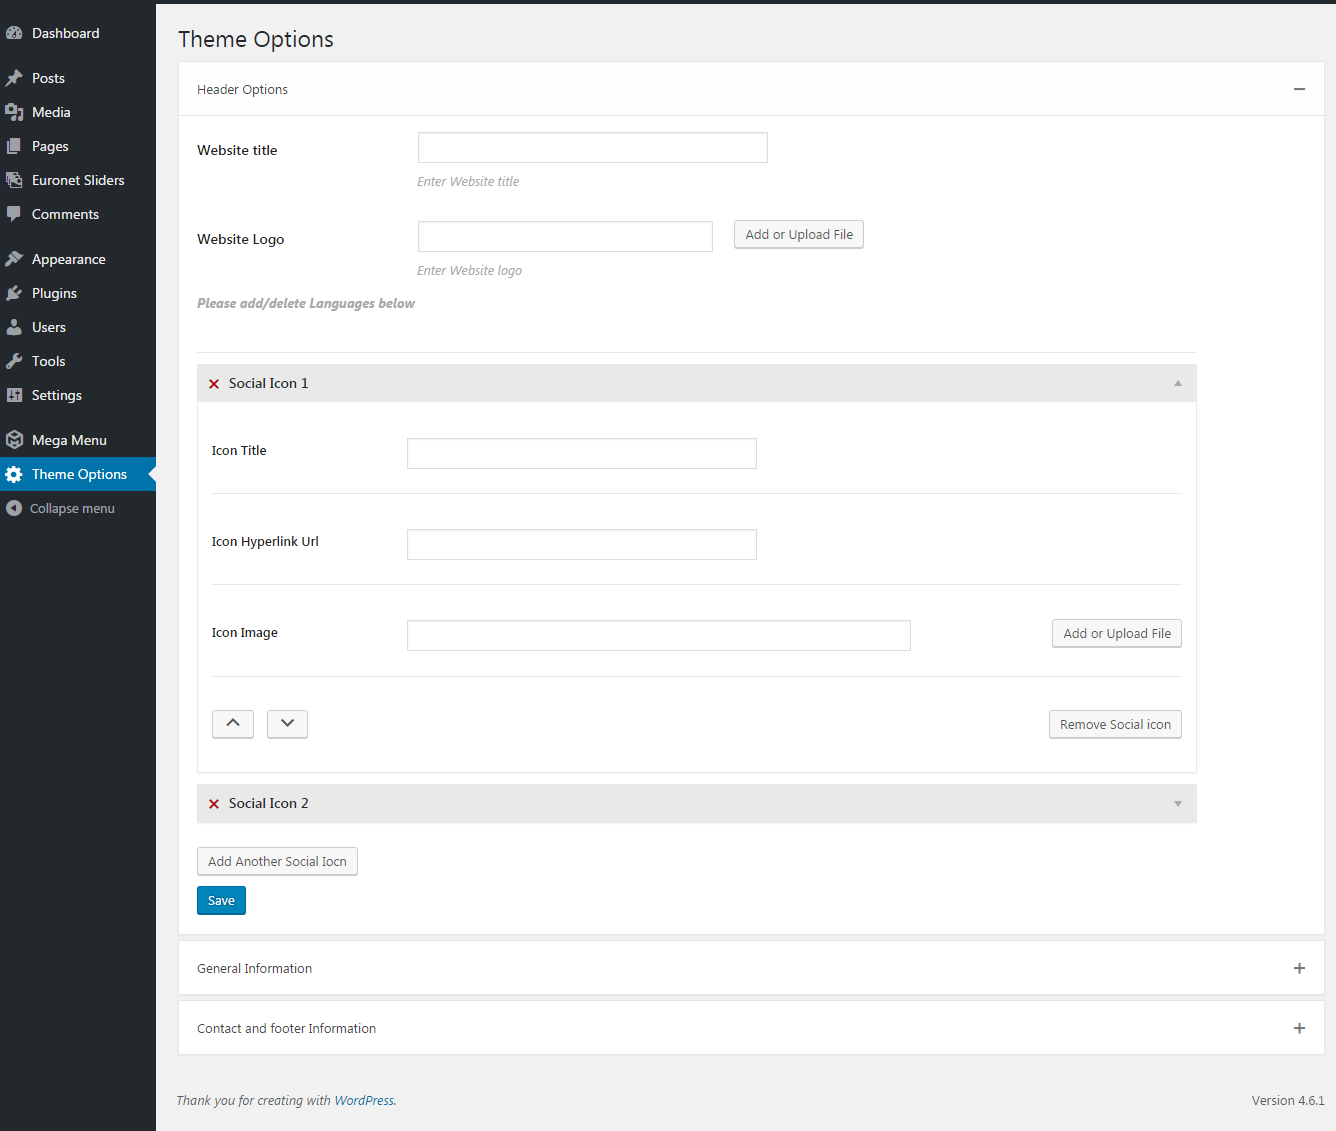 Dashboard
Posts
Media
Pages
Euronet Sliders
Comments
Appearance
Plugins
Users
Tools
Settings
Mega Menu
Theme Options
Collapse menu
Theme Options
Header Options
Website title
Enter Website title
Website Logo
Add or Upload File
Enter Website logo
Please add/delete Languages below
Social Icon 1
Icon Title
Icon Hyperlink Url
Icon Image
Add or Upload File
Remove Social icon
Social Icon 2
Add Another Social Iocn
Save
General Information
Contact and footer Information
Thank you for creating with WordPress.
Version 4.6.1